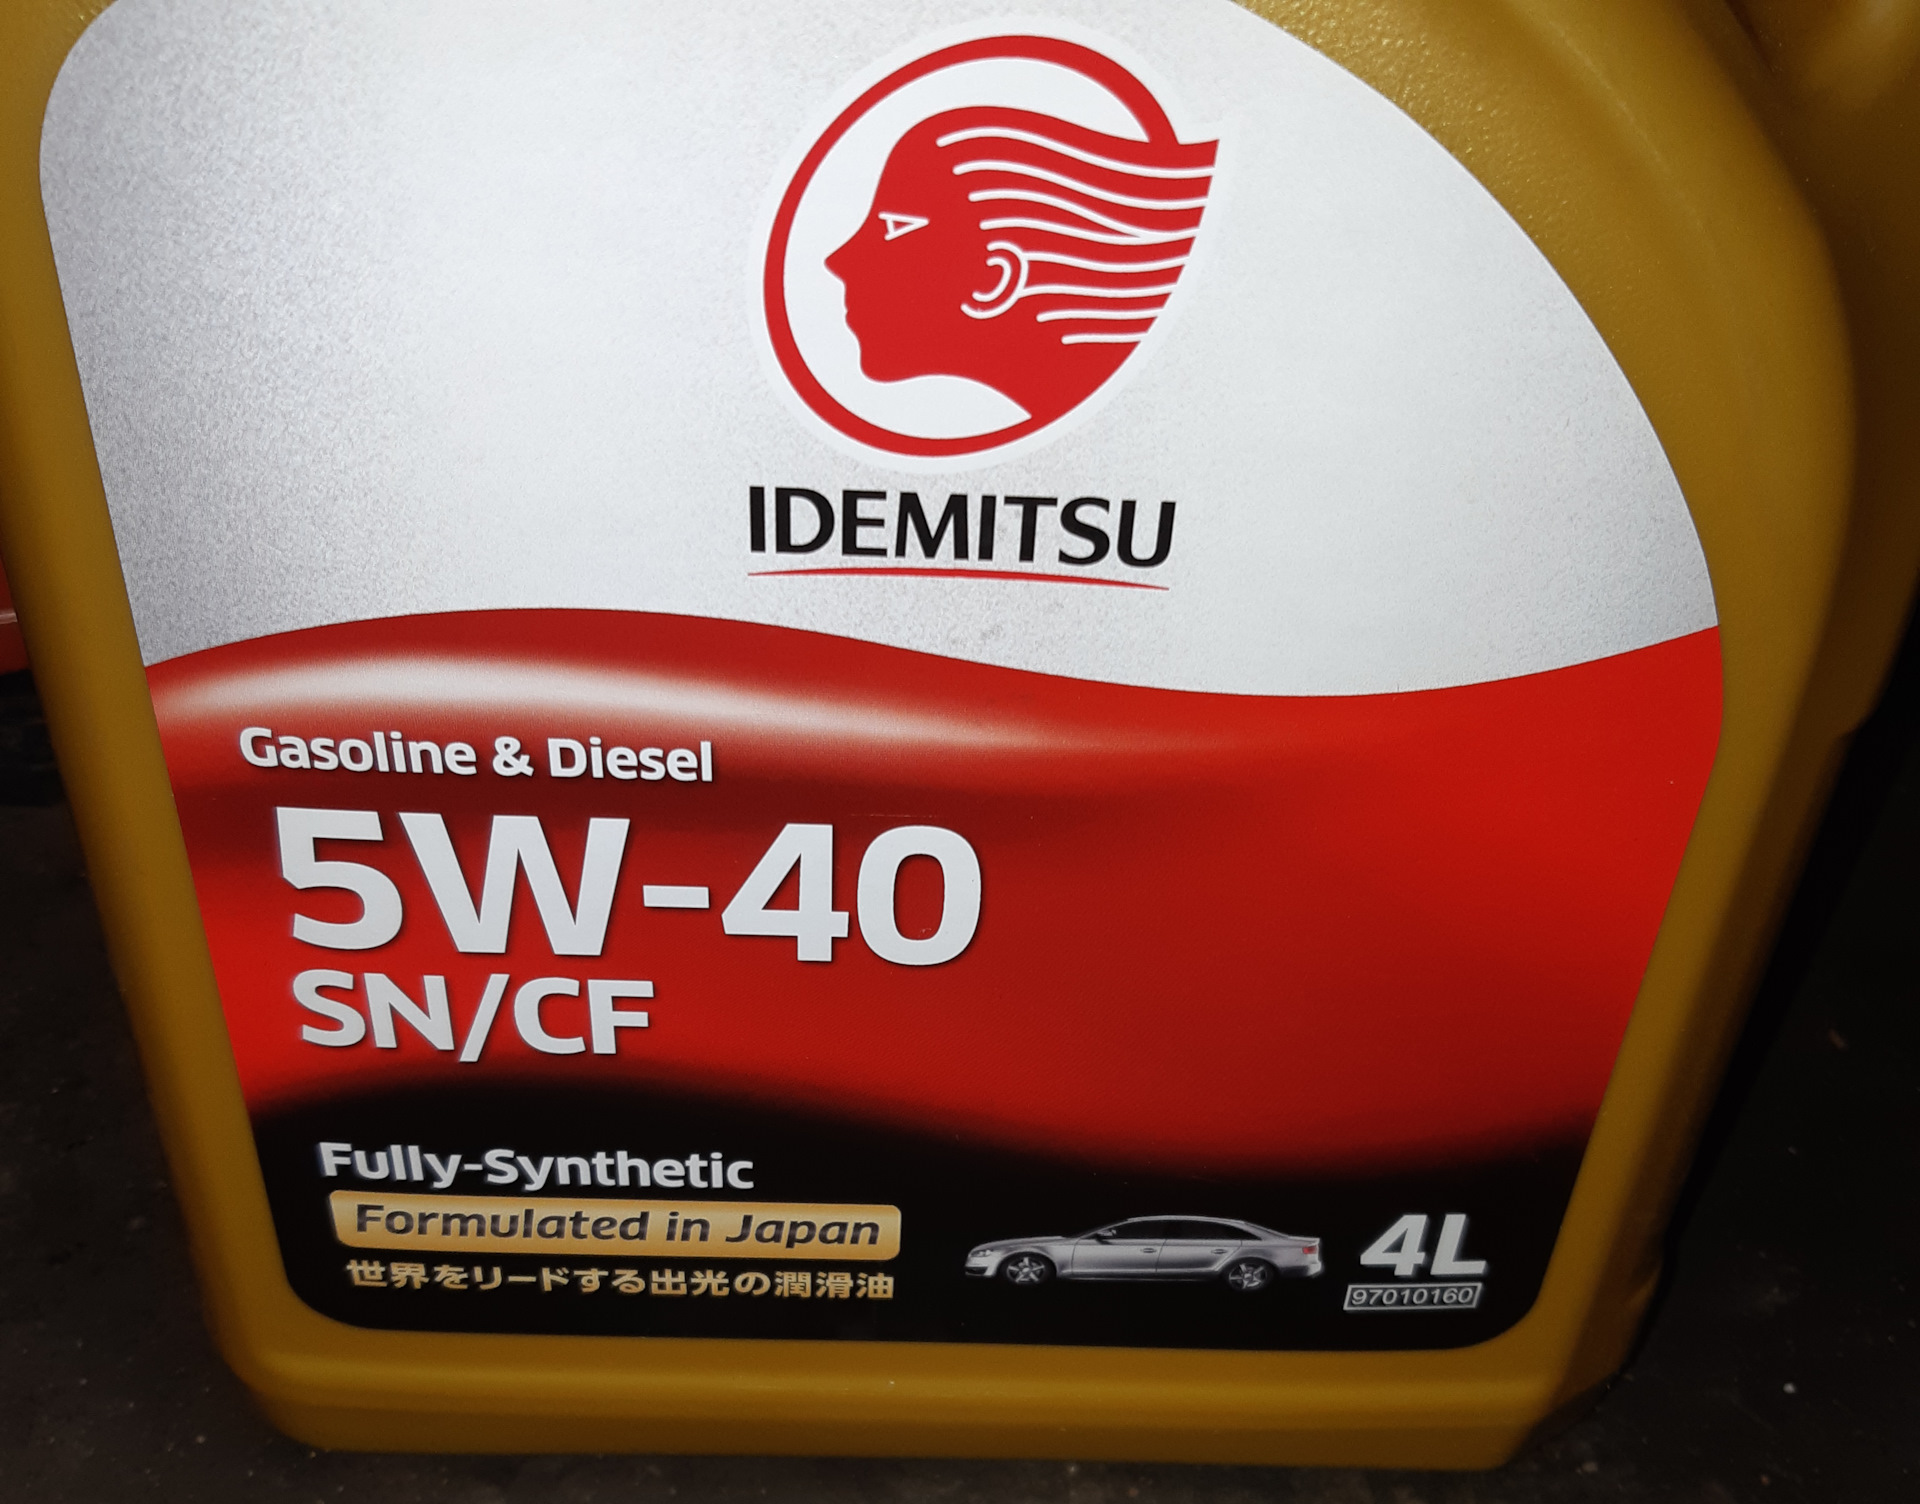 IDEMITSU
Gasoline & Diesel
5W-40
SN/CF
Fully-Synthetic
Formulated in Japan
世界をリードする出光の潤滑油
4L
97010160